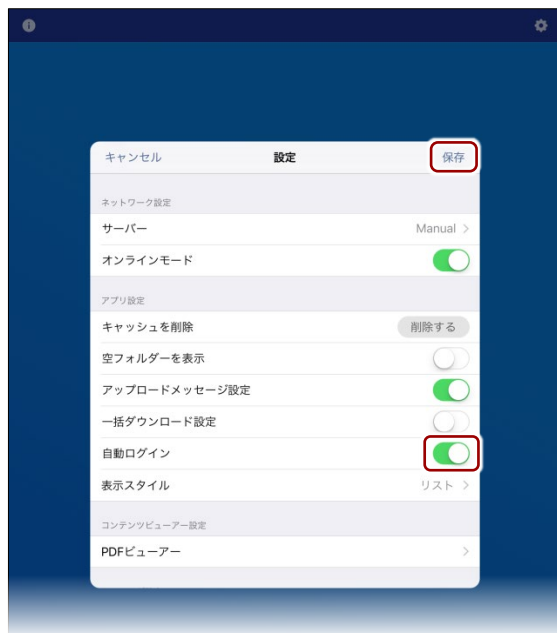 キャンセル 設定 保存
ネットワーク設定
サーバー Manual
オンラインモード
アプリ設定
キャッシュを削除 削除する
空フォルダーを表示
アップロードメッセージ設定
一括ダウンロード設定
自動ログイン
表示スタイル リスト
コンテンツビューアー設定
PDFビューアー